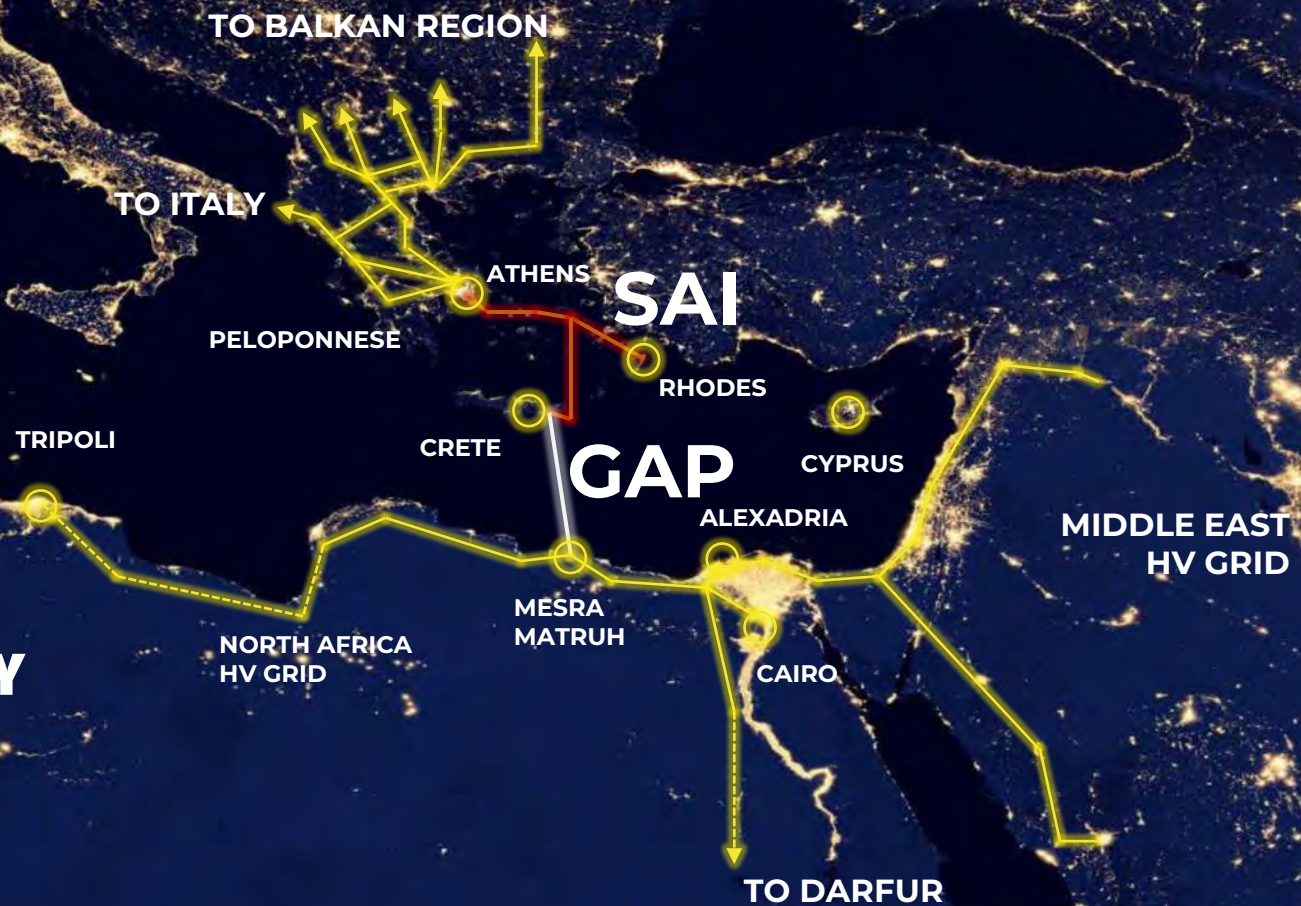 TO BALKAN REGION
TO ITALY
ATHENS
SAI
PELOPONNESE
RHODES
CRETE
GAP
CYPRUS
TRIPOLI
ALEXADRIA
MIDDLE EAST
HV GRID
MESRA
MATRUH
NORTH AFRICA
HV GRID
Y
CAIRO
TO DARFUR